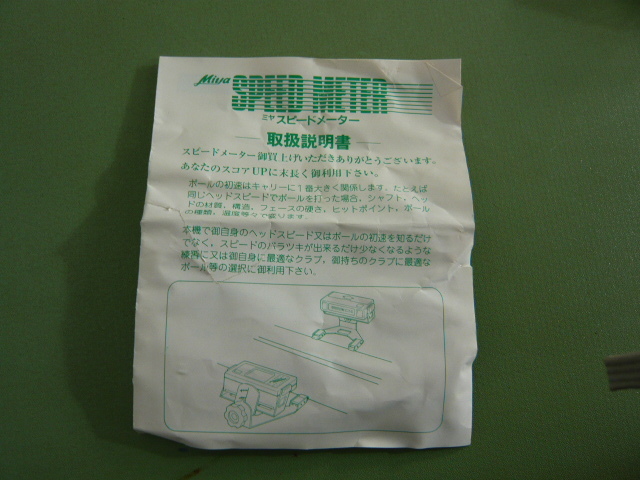 Miya
SPEED METER
ミヤ スピードメーター
取扱説明書
スピードメーター御買上げいただきありがとうございます。
あなたのスコアUPに末長く御利用下さい。
ボールの初速はキャリーに1番大きく関係します。たとえば
同じヘッドスピードでボールを打った場合、シャフト、ヘッ
ドの材質、構造、フェースの硬さ、ヒットポイント、ボール
の種類、温度等々で変ります。
本機で御自身のヘッドスピード又はボールの初速を知るだけ
でなく、スピードのバラツキが出来るだけ少なくなるような
練習に又は御自身に最適なクラブ、御持ちのクラブに最適な
ボール等の選択に御利用下さい。